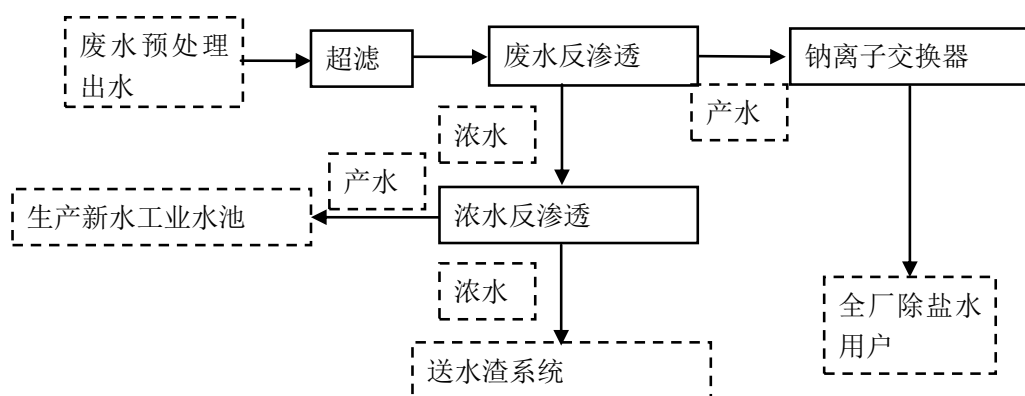 废水预处理
出水
超滤
废水反渗透
钠离子交换器
产水
浓水
产水
生产新水工业水池
浓水反渗透
浓水
全厂除盐水
用户
送水渣系统